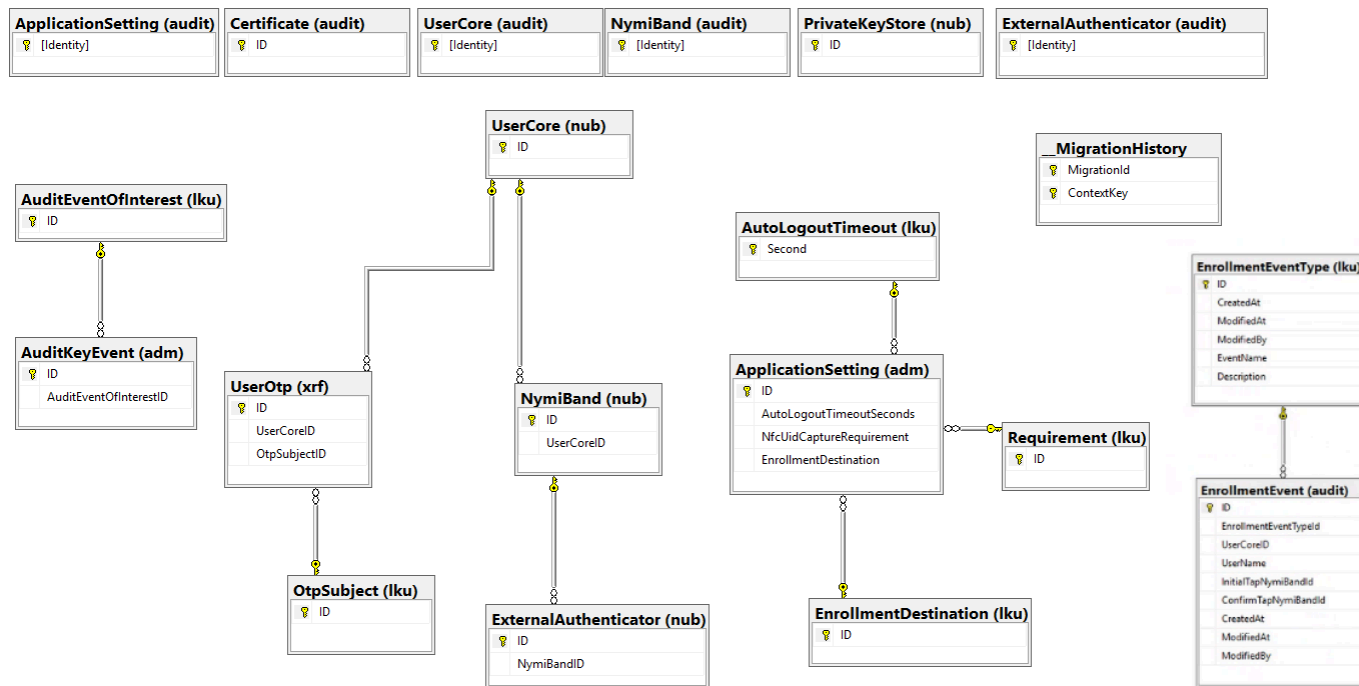 ApplicationSetting (audit)
[Identity]
Certificate (audit)
ID
UserCore (audit)
[Identity]
NymiBand (audit)
[Identity]
PrivateKeyStore (nub)
ID
ExternalAuthenticator (audit)
[Identity]
UserCore (nub)
ID
__MigrationHistory
MigrationId
ContextKey
AuditEventOfInterest (lku)
ID
AutoLogoutTimeout (lku)
Second
EnrollmentEventType (lku)
ID
CreatedAt
ModifiedAt
ModifiedBy
EventName
Description
AuditKeyEvent (adm)
ID
AuditEventOfInterestID
UserOtp (xrf)
ID
UserCoreID
OtpSubjectID
NymiBand (nub)
ID
UserCoreID
ApplicationSetting (adm)
ID
AutoLogoutTimeoutSeconds
NfcUidCaptureRequirement
EnrollmentDestination
Requirement (lku)
ID
EnrollmentEvent (audit)
ID
EnrollmentEventTypeId
UserCoreID
UserName
InitialTapNymiBandId
ConfirmTapNymiBandId
CreatedAt
ModifiedAt
ModifiedBy
OtpSubject (lku)
ID
ExternalAuthenticator (nub)
ID
NymiBandID
EnrollmentDestination (lku)
ID